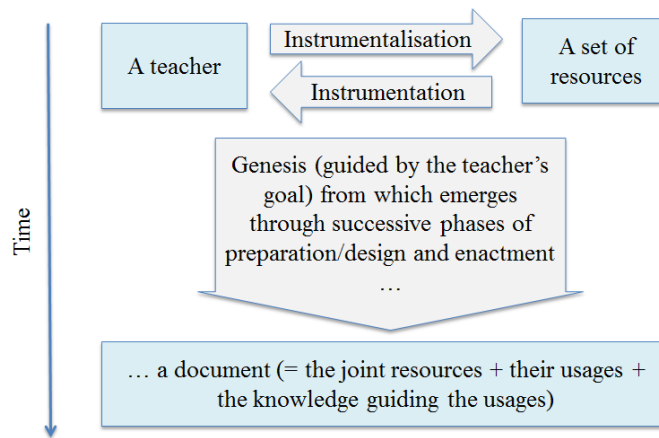 A teacher
Instrumentalisation
Instrumentation
A set of
resources
Genesis (guided by the teacher’s
goal) from which emerges
through successive phases of
preparation/design and enactment
…
Time
… a document (= the joint resources + their usages +
the knowledge guiding the usages)